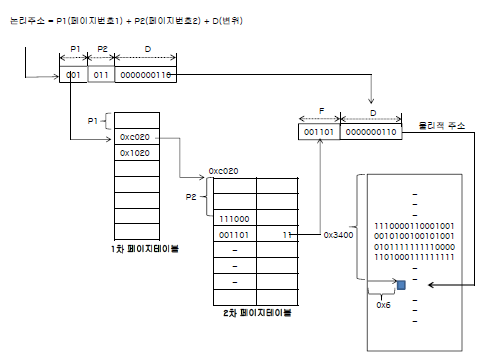 논리주소 = P1(페이지번호1) + P2(페이지번호2) + D(변위)
P1 P2 D
001 011 0000000110
F D
P1
0xc020
001101 0000000110
물리적 주소
0x1020
0xc020
P2
111000
001101 11
1110000110001001
0010100100101001
0x3400
0101111111110000
1101000111111111
1차 페이지테이블
0x6
2차 페이지테이블